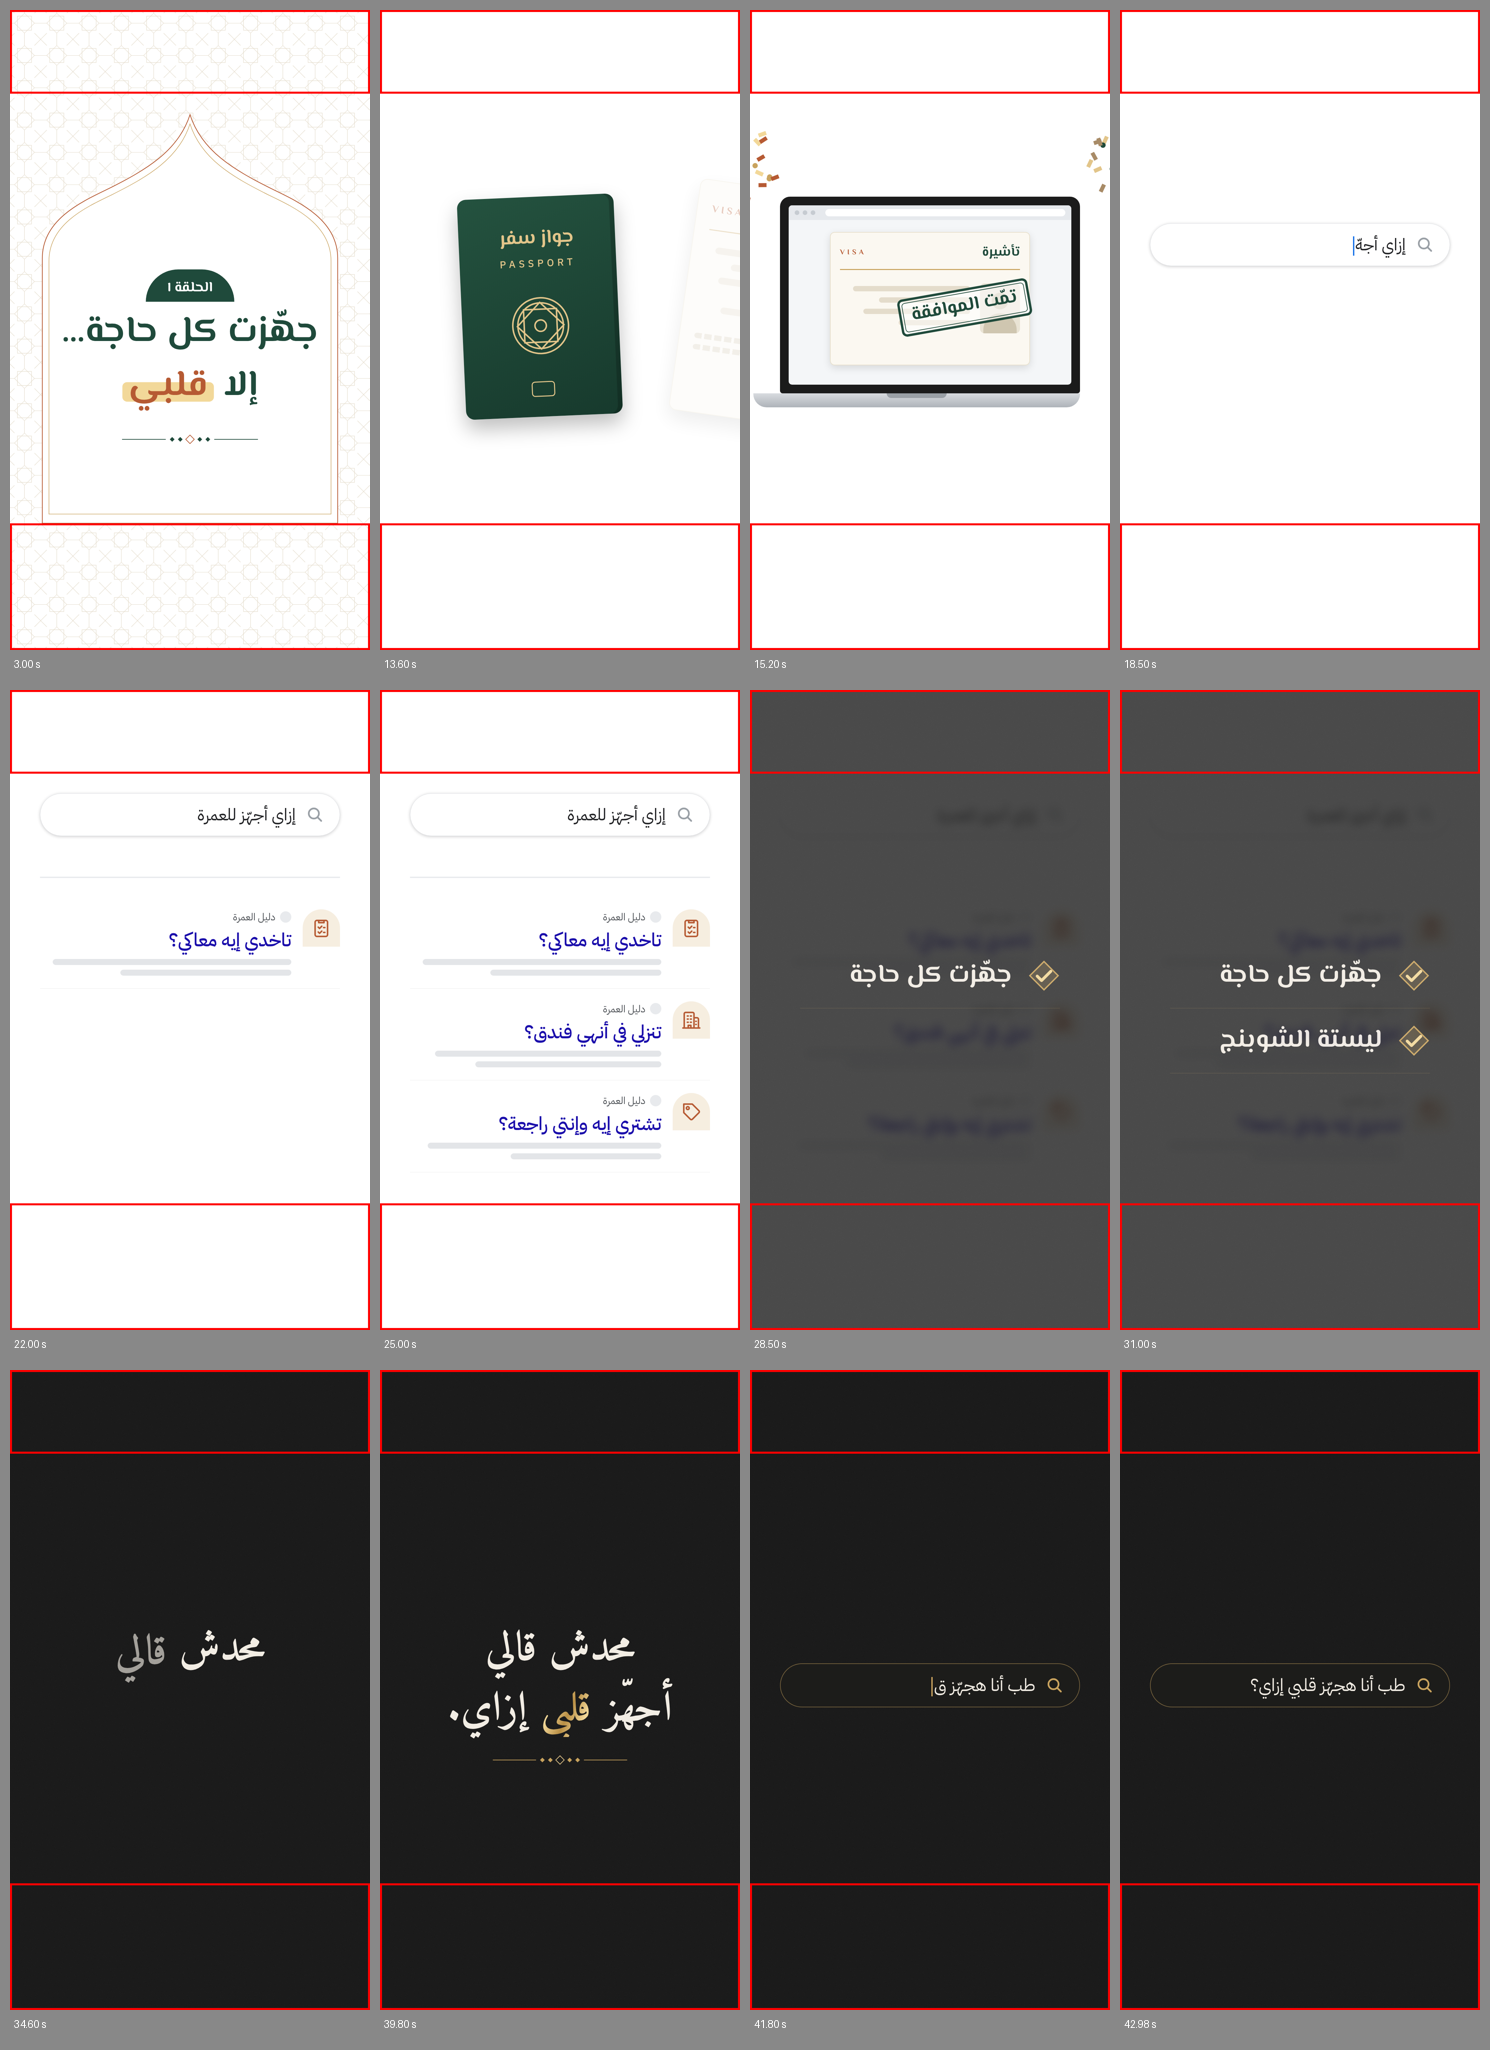 الحلقة ١
جهّزت كل حاجة...
إلا قلبي
3.00 s
جواز سفر
PASSPORT
VISA
13.60 s
VISA
تأشيرة
تمّت الموافقة
15.20 s
إزاي أجهّ
18.50 s
إزاي أجهّز للعمرة
دليل العمرة
تاخدي إيه معاكي؟
22.00 s
إزاي أجهّز للعمرة
دليل العمرة
تاخدي إيه معاكي؟
دليل العمرة
تنزلي في أنهي فندق؟
دليل العمرة
تشتري إيه وإنتي راجعة؟
25.00 s
جهّزت كل حاجة
28.50 s
جهّزت كل حاجة
ليستة الشوبنج
31.00 s
محدش قالي
34.60 s
محدش قالي
أجهّز قلبي إزاي.
39.80 s
طب أنا هجهّز ق
41.80 s
طب أنا هجهّز قلبي إزاي؟
42.98 s